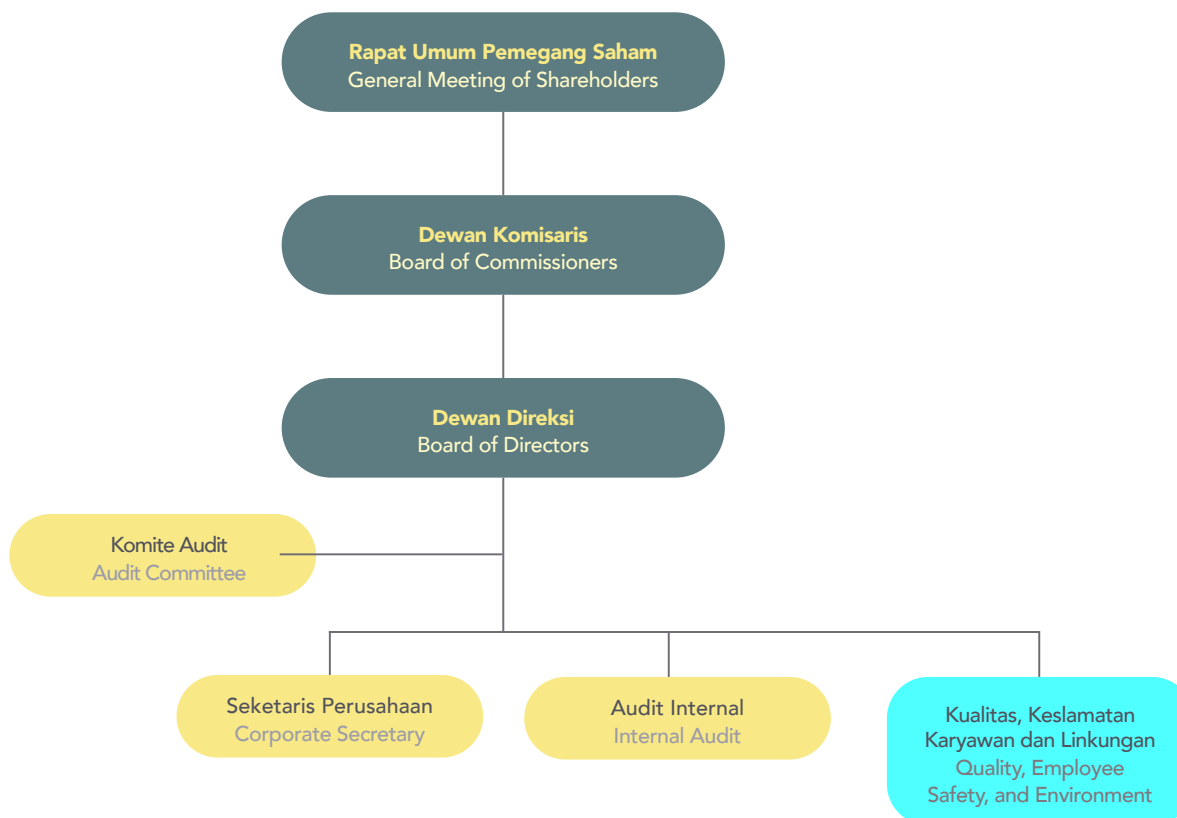 Rapat Umum Pemegang Saham
General Meeting of Shareholders
Dewan Komisaris
Board of Commissioners
Dewan Direksi
Board of Directors
Komite Audit
Audit Committee
Seketaris Perusahaan
Corporate Secretary
Audit Internal
Internal Audit
Kualitas, Keslamatan
Karyawan dan Linkungan
Quality, Employee
Safety, and Environment